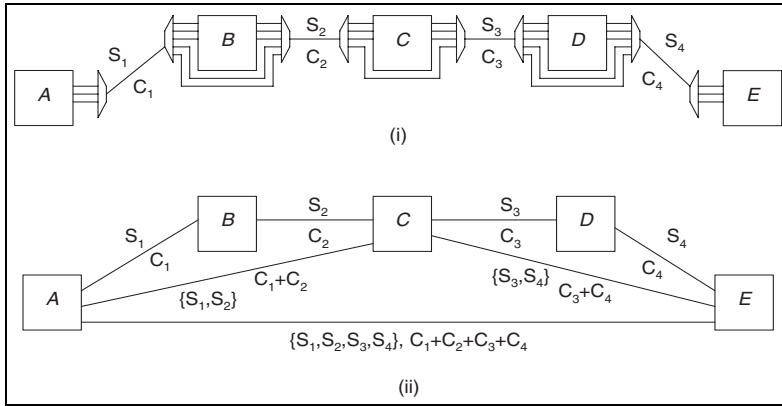 S₁
C₁
S₂
C₂
S₃
C₃
S₄
C₄
A
B
C
D
E
(i)
S₁
C₁
S₂
C₂
S₃
C₃
S₄
C₄
A
B
C
D
E
{S₁,S₂}
C₁+C₂
{S₃,S₄}
C₃+C₄
{S₁,S₂,S₃,S₄}, C₁+C₂+C₃+C₄
(ii)